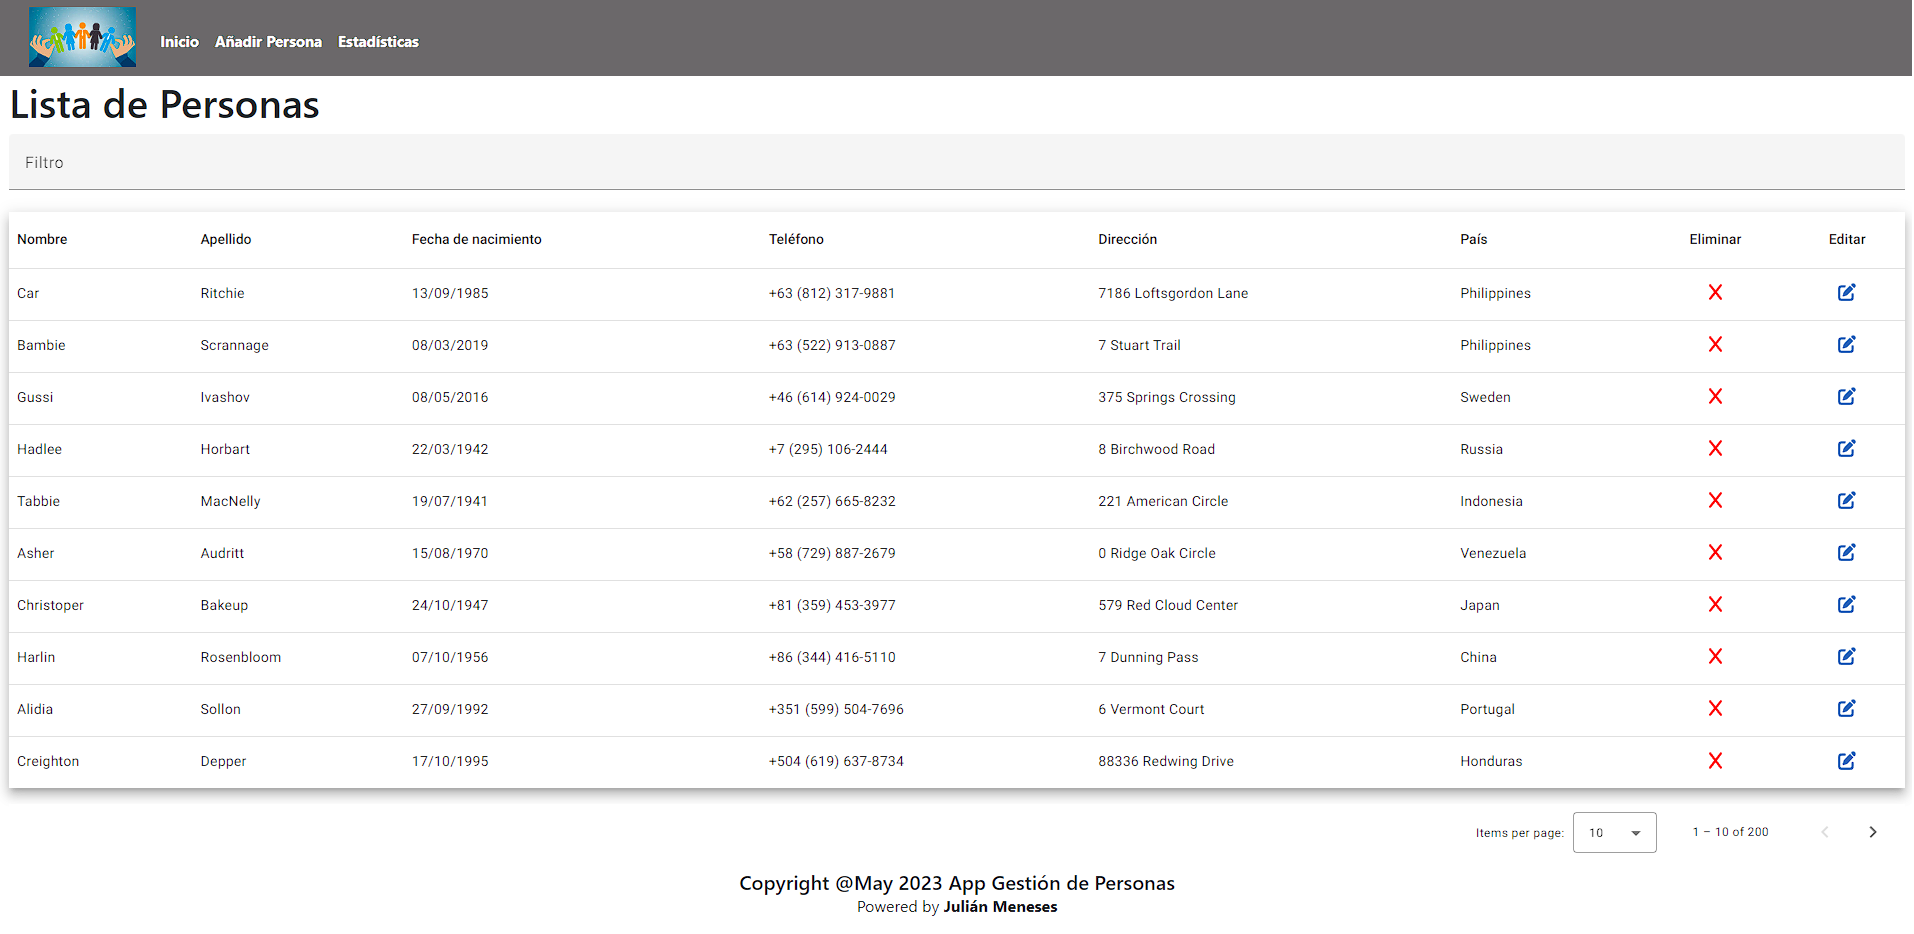 Inicio Añadir Persona Estadísticas
Lista de Personas
Filtro
Nombre Apellido Fecha de nacimiento Teléfono Dirección País Eliminar Editar
Car Ritchie 13/09/1985 +63 (812) 317-9881 7186 Loftsgordon Lane Philippines
Bambie Scrannage 08/03/2019 +63 (522) 913-0887 7 Stuart Trail Philippines
Gussi Ivashov 08/05/2016 +46 (614) 924-0029 375 Springs Crossing Sweden
Hadlee Horbart 22/03/1942 +7 (295) 106-2444 8 Birchwood Road Russia
Tabbie MacNelly 19/07/1941 +62 (257) 665-8232 221 American Circle Indonesia
Asher Audritt 15/08/1970 +58 (729) 887-2679 0 Ridge Oak Circle Venezuela
Christoper Bakeup 24/10/1947 +81 (359) 453-3977 579 Red Cloud Center Japan
Harlin Rosenbloom 07/10/1956 +86 (344) 416-5110 7 Dunning Pass China
Alidia Sollon 27/09/1992 +351 (599) 504-7696 6 Vermont Court Portugal
Creighton Depper 17/10/1995 +504 (619) 637-8734 88336 Redwing Drive Honduras
Items per page: 10 1 – 10 of 200
Copyright @May 2023 App Gestión de Personas
Powered by Julián Meneses